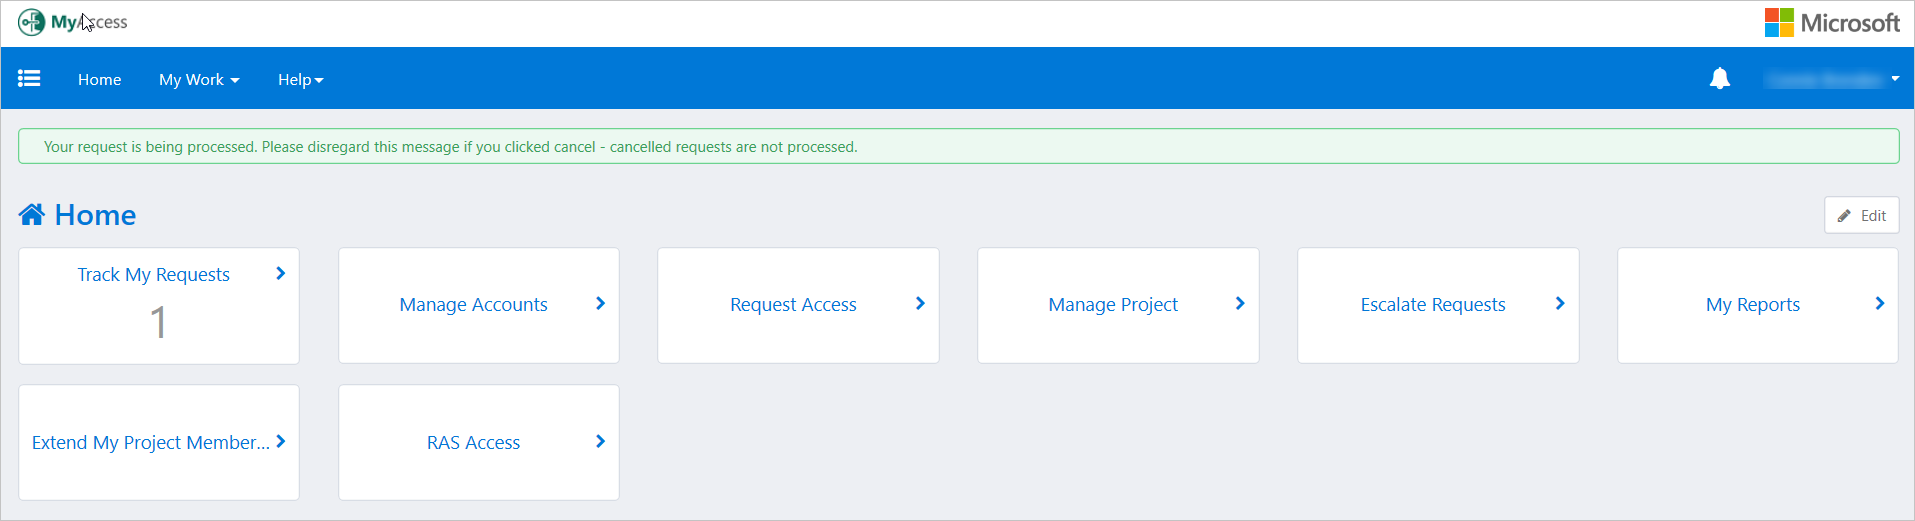 MyAccess
Microsoft
Home
My Work
Help
Your request is being processed. Please disregard this message if you clicked cancel - cancelled requests are not processed.
Home
Edit
Track My Requests
1
Manage Accounts
Request Access
Manage Project
Escalate Requests
My Reports
Extend My Project Member...
RAS Access